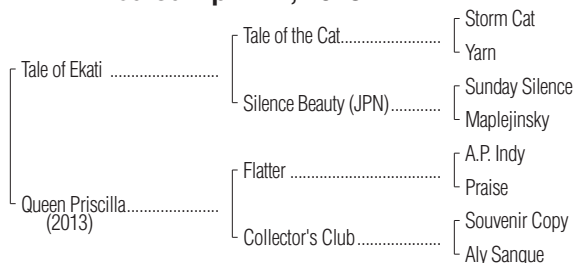 Storm Cat
Tale of the Cat
Yarn
Tale of Ekati
Sunday Silence
Silence Beauty (JPN)
Maplejinsky
A.P. Indy
Flatter
Praise
Queen Priscilla
(2013)
Souvenir Copy
Collector's Club
Aly Sangue